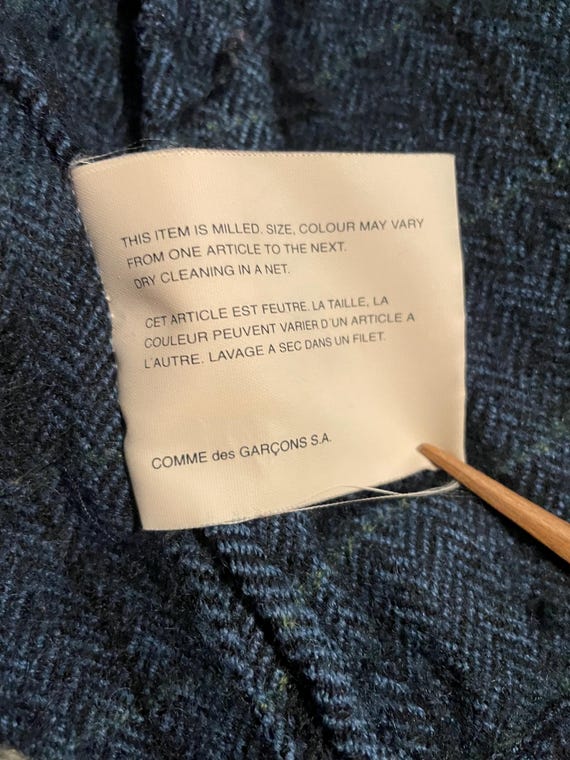 THIS ITEM IS MILLED. SIZE, COLOUR MAY VARY
FROM ONE ARTICLE TO THE NEXT.
DRY CLEANING IN A NET.
CET ARTICLE EST FEUTRE. LA TAILLE, LA
COULEUR PEUVENT VARIER D'UN ARTICLE A
L'AUTRE. LAVAGE A SEC DANS UN FILET.
COMME des GARÇONS S.A.